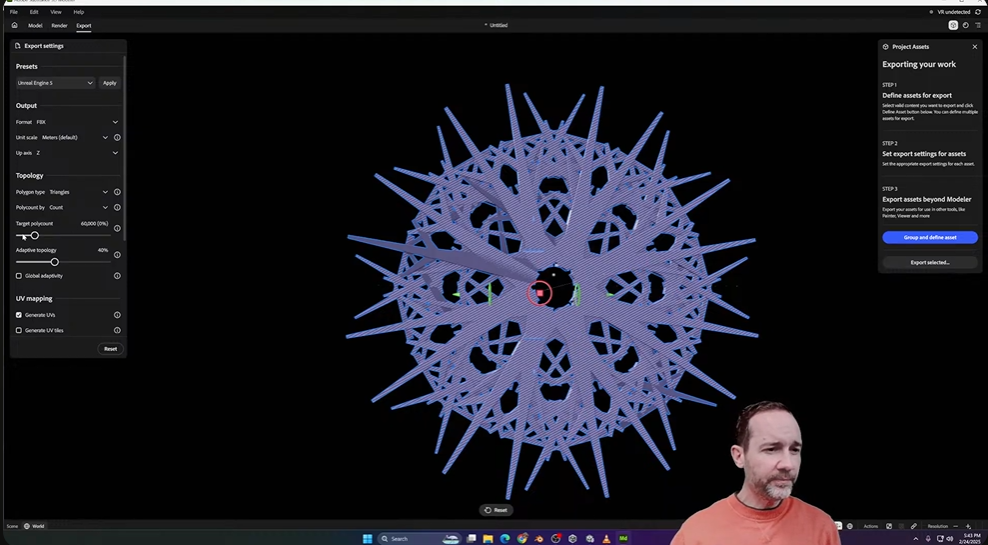 File Edit View Help
VR undetected
Model Render Export
* Untitled
Export settings
Presets
Unreal Engine 5 Apply
Output
Format FBX
Unit scale Meters (default)
Up axis Z
Topology
Polygon type Triangles
Polycount by Count
Target polycount 60,000 (0%)
Adaptive topology 40%
Global adaptivity
UV mapping
Generate UVs
Generate UV tiles
Reset
Project Assets
Exporting your work
STEP 1
Define assets for export
Select valid content you want to export and click
Define Asset button below. You can define multiple
assets for export.
STEP 2
Set export settings for assets
Set the appropriate export settings for each asset.
STEP 3
Export assets beyond Modeler
Export your assets for use in other tools, like
Painter, Viewer and more
Group and define asset
Export selected...
Reset
Scene World
Actions
Resolution
Search
Md
5:43 PM
2/24/2025